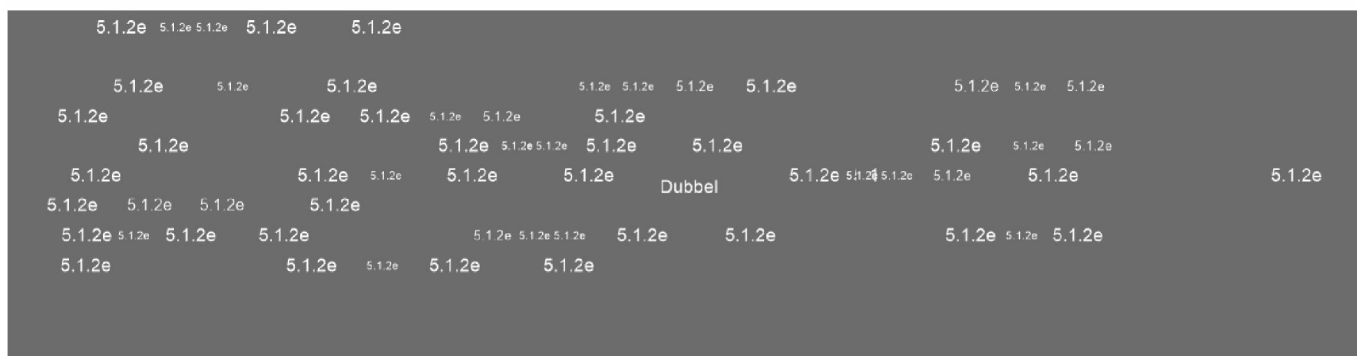 5.1.2e 5.1.2e 5.1.2e 5.1.2e 5.1.2e
5.1.2e 5.1.2e 5.1.2e 5.1.2e 5.1.2e 5.1.2e 5.1.2e 5.1.2e 5.1.2e 5.1.2e
5.1.2e 5.1.2e 5.1.2e 5.1.2e 5.1.2e 5.1.2e
5.1.2e 5.1.2e 5.1.2e 5.1.2e 5.1.2e 5.1.2e 5.1.2e 5.1.2e 5.1.2e
5.1.2e 5.1.2e 5.1.2e 5.1.2e 5.1.2e 5.1.2e 5.1.2e 5.1.2e 5.1.2e 5.1.2e 5.1.2e
Dubbel
5.1.2e 5.1.2e 5.1.2e 5.1.2e
5.1.2e 5.1.2e 5.1.2e 5.1.2e 5.1.2e 5.1.2e 5.1.2e 5.1.2e 5.1.2e 5.1.2e 5.1.2e 5.1.2e
5.1.2e 5.1.2e 5.1.2e 5.1.2e 5.1.2e